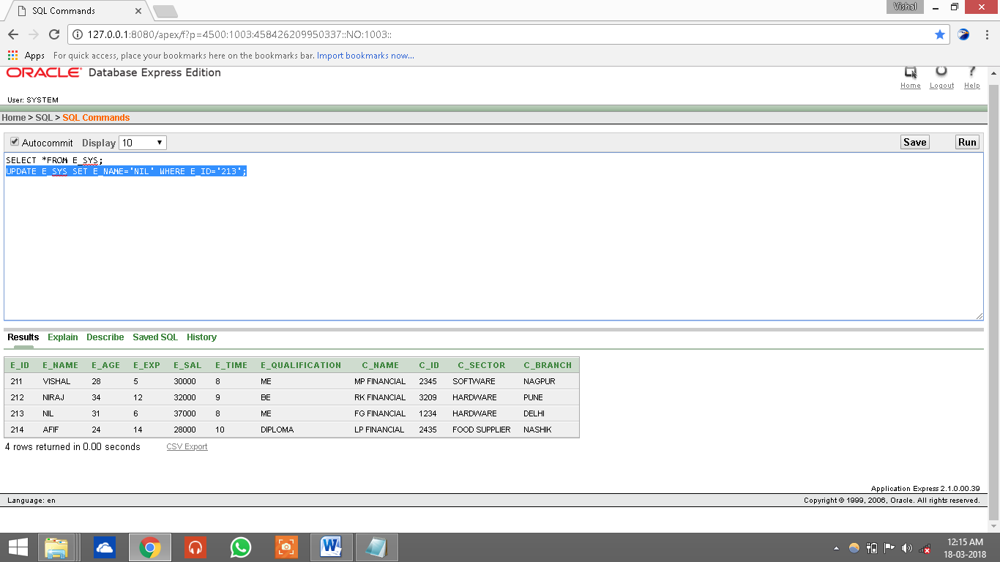 SQL Commands
Vishal
127.0.0.1:8080/apex/f?p=4500:1003:458426209950337::NO:1003::
Apps For quick access, place your bookmarks here on the bookmarks bar. Import bookmarks now...
ORACLE Database Express Edition
Home Logout Help
User: SYSTEM
Home > SQL > SQL Commands
Autocommit Display 10 Save Run
SELECT *FROM E_SYS;
UPDATE E_SYS SET E_NAME='NIL' WHERE E_ID='213';
Results Explain Describe Saved SQL History
E_ID E_NAME E_AGE E_EXP E_SAL E_TIME E_QUALIFICATION C_NAME C_ID C_SECTOR C_BRANCH
211 VISHAL 28 5 30000 8 ME MP FINANCIAL 2345 SOFTWARE NAGPUR
212 NIRAJ 34 12 32000 9 BE RK FINANCIAL 3209 HARDWARE PUNE
213 NIL 31 6 37000 8 ME FG FINANCIAL 1234 HARDWARE DELHI
214 AFIF 24 14 28000 10 DIPLOMA LP FINANCIAL 2435 FOOD SUPPLIER NASHIK
4 rows returned in 0.00 seconds CSV Export
Application Express 2.1.0.00.39
Language: en Copyright © 1999, 2006, Oracle. All rights reserved.
12:15 AM
18-03-2018